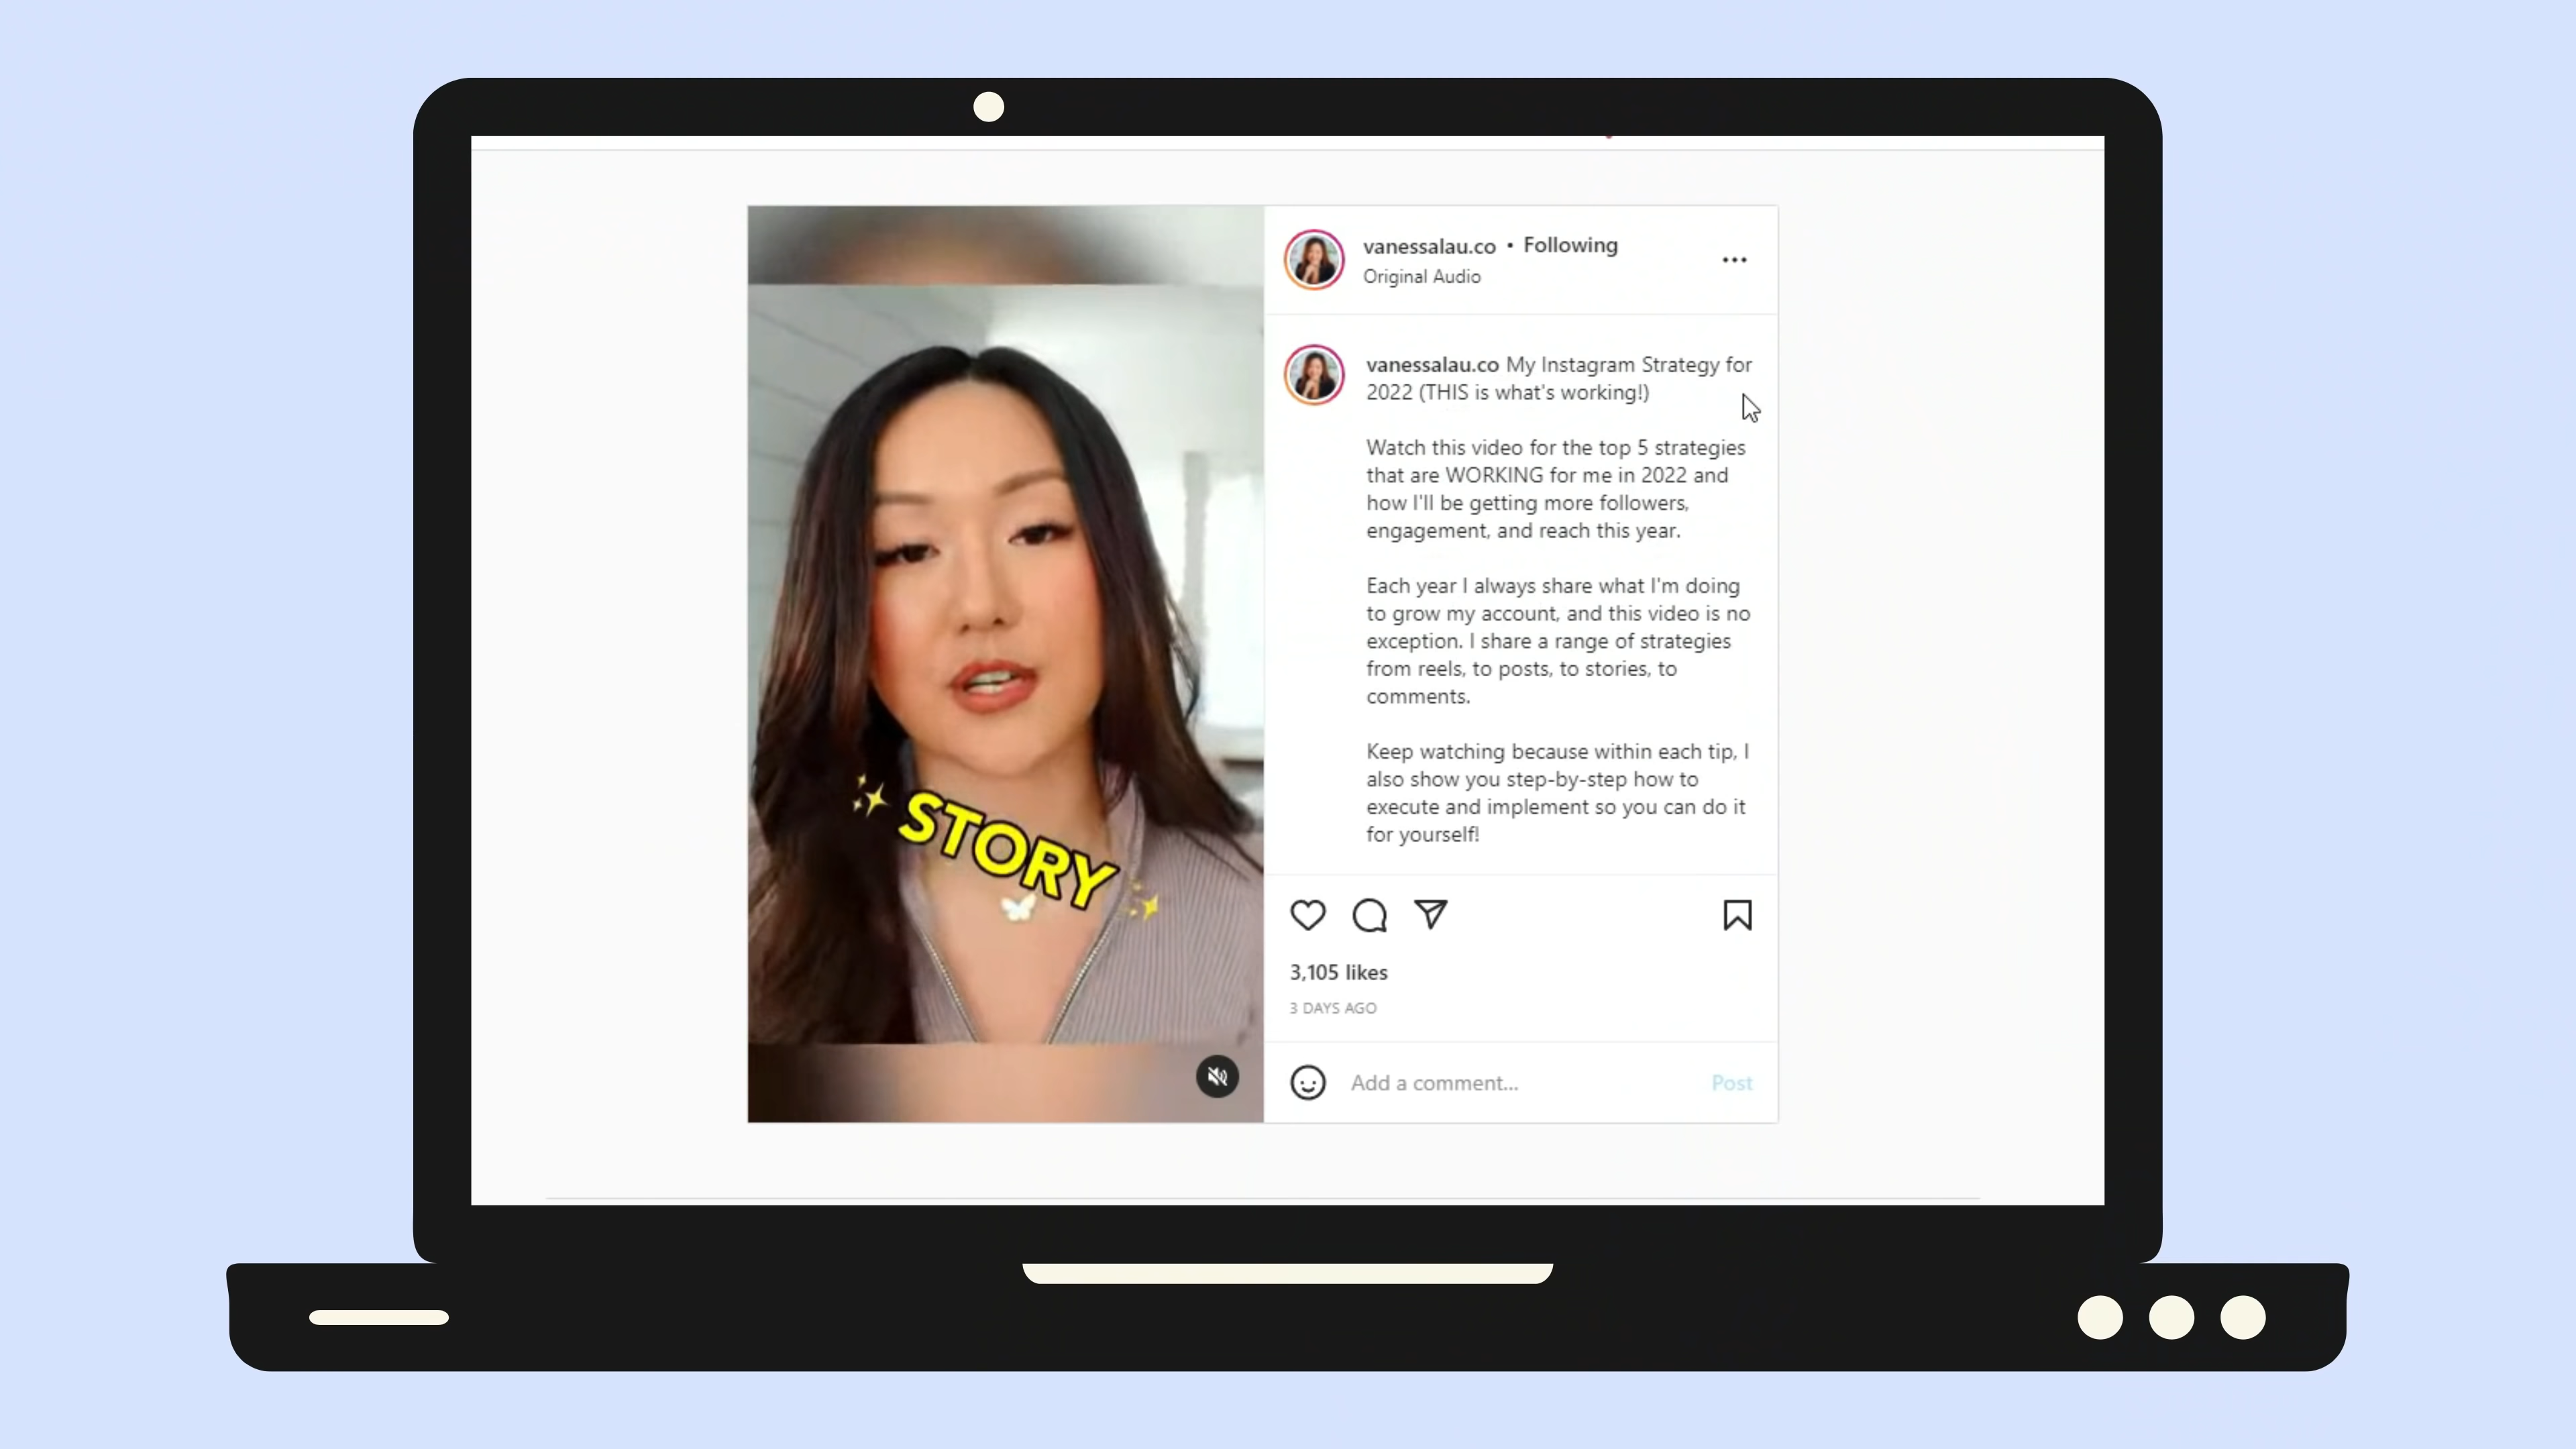 vanessalau.co • Following
Original Audio
vanessalau.co My Instagram Strategy for
2022 (THIS is what's working!)
Watch this video for the top 5 strategies
that are WORKING for me in 2022 and
how I'll be getting more followers,
engagement, and reach this year.
Each year I always share what I'm doing
to grow my account, and this video is no
exception. I share a range of strategies
from reels, to posts, to stories, to
comments.
Keep watching because within each tip, I
also show you step-by-step how to
execute and implement so you can do it
for yourself!
STORY
3,105 likes
3 DAYS AGO
Add a comment... Post